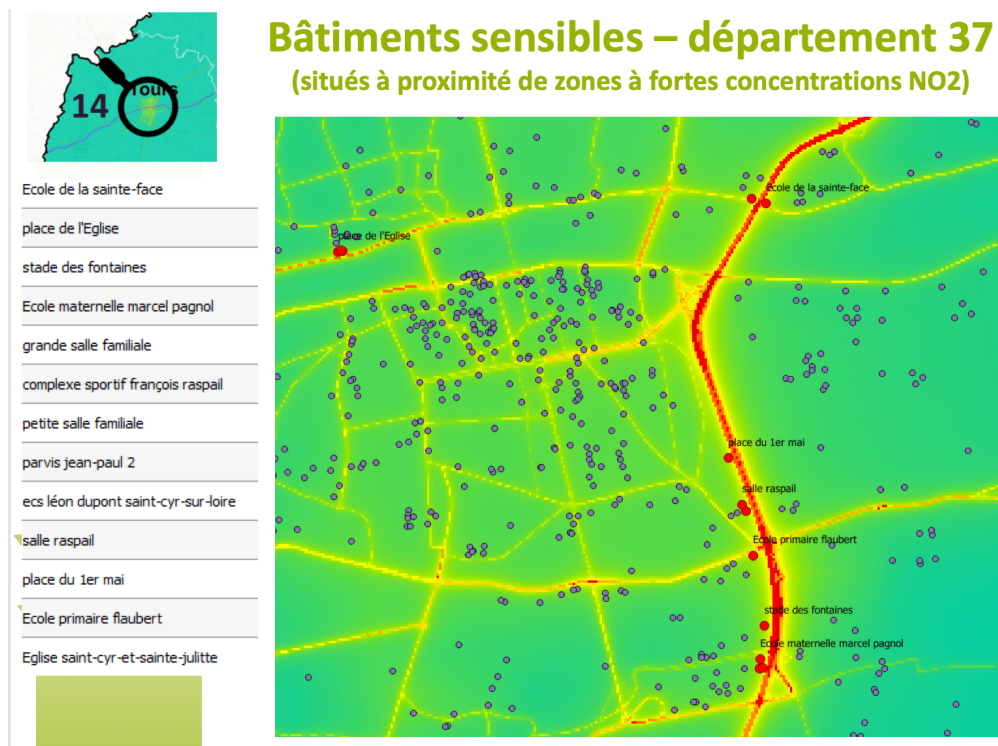 Bâtiments sensibles – département 37
(situés à proximité de zones à fortes concentrations NO2)
Tours
14
Ecole de la sainte-face
place de l'Eglise
stade des fontaines
Ecole maternelle marcel pagnol
grande salle familiale
complexe sportif françois raspail
petite salle familiale
parvis jean-paul 2
ecs léon dupont saint-cyr-sur-loire
salle raspail
place du 1er mai
Ecole primaire flaubert
Eglise saint-cyr-et-sainte-julitte
Ecole de la sainte-face
place de l'Eglise
place du 1er mai
salle raspail
Ecole primaire flaubert
stade des fontaines
Ecole maternelle marcel pagnol